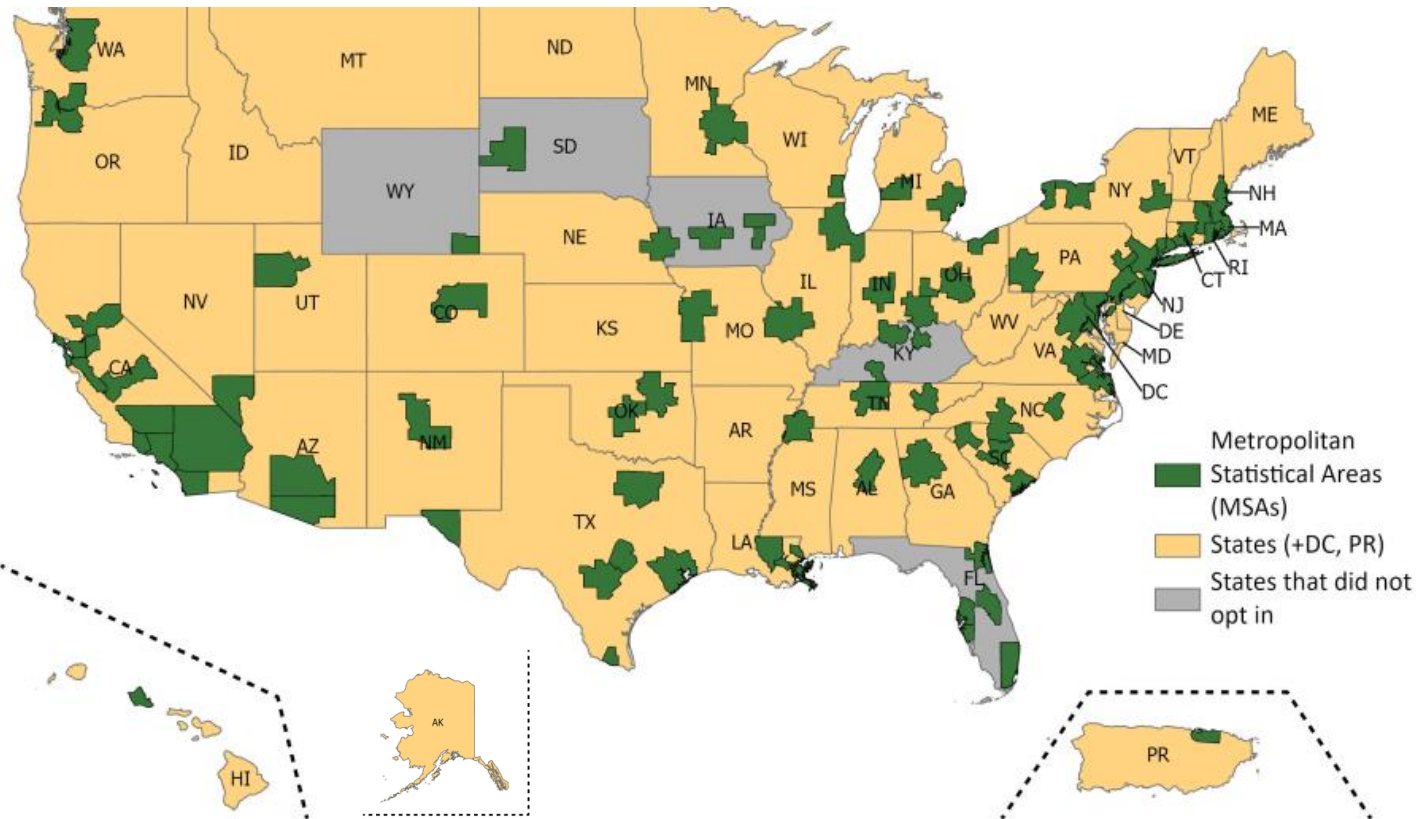 WA
MT
ND
MN
OR
ID
SD
WI
MI
NY
VT
ME
NH
MA
WY
IA
NE
PA
RI
CT
NV
UT
CO
IL
IN
OH
NJ
DE
MD
DC
CA
KS
MO
WV
VA
KY
AZ
NM
OK
AR
TN
NC
SC
TX
LA
MS
AL
GA
FL
Metropolitan
Statistical Areas
(MSAs)
States (+DC, PR)
States that did not
opt in
HI
AK
PR